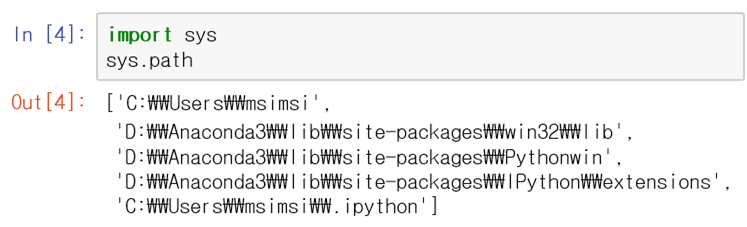 In [4]: import sys
sys.path
Out[4]: ['C:₩₩Users₩₩msimsi',
'D:₩₩Anaconda3₩₩lib₩₩site-packages₩₩win32₩₩lib',
'D:₩₩Anaconda3₩₩lib₩₩site-packages₩₩Pythonwin',
'D:₩₩Anaconda3₩₩lib₩₩site-packages₩₩IPython₩₩extensions',
'C:₩₩Users₩₩msimsi₩₩.ipython']